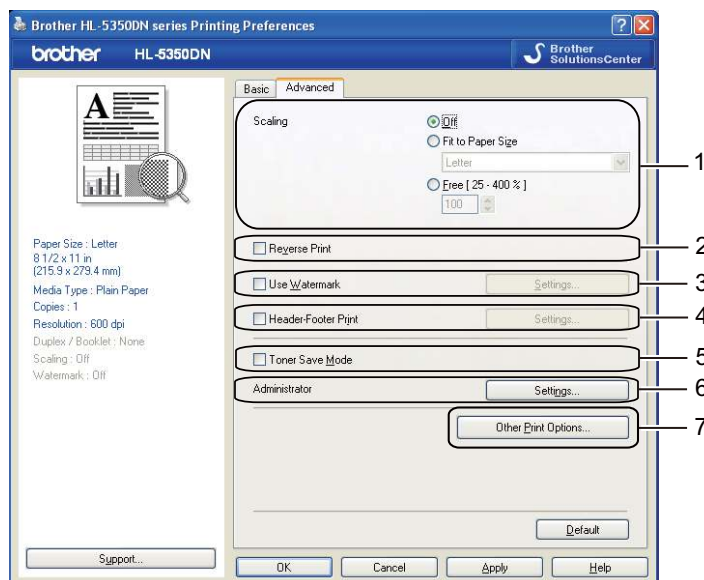 Brother HL-5350DN series Printing Preferences
brother HL-5350DN
Brother
SolutionsCenter
Basic Advanced
Scaling
Off
Fit to Paper Size
Letter
Free [ 25 - 400 % ]
100
1
Reverse Print
2
Use Watermark Settings...
3
Header-Footer Print Settings...
4
Toner Save Mode
5
Administrator Settings...
6
Other Print Options...
7
A
Paper Size : Letter
8 1/2 x 11 in
(215.9 x 279.4 mm)
Media Type : Plain Paper
Copies : 1
Resolution : 600 dpi
Duplex / Booklet : None
Scaling : Off
Watermark : Off
Default
Support...
OK Cancel Apply Help